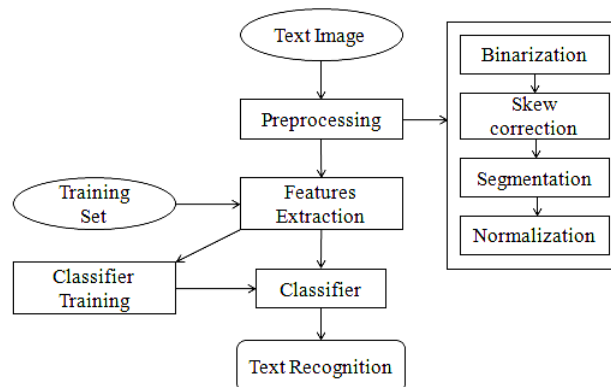 Text Image
Preprocessing
Features
Extraction
Training
Set
Classifier
Training
Classifier
Text Recognition
Binarization
Skew
correction
Segmentation
Normalization